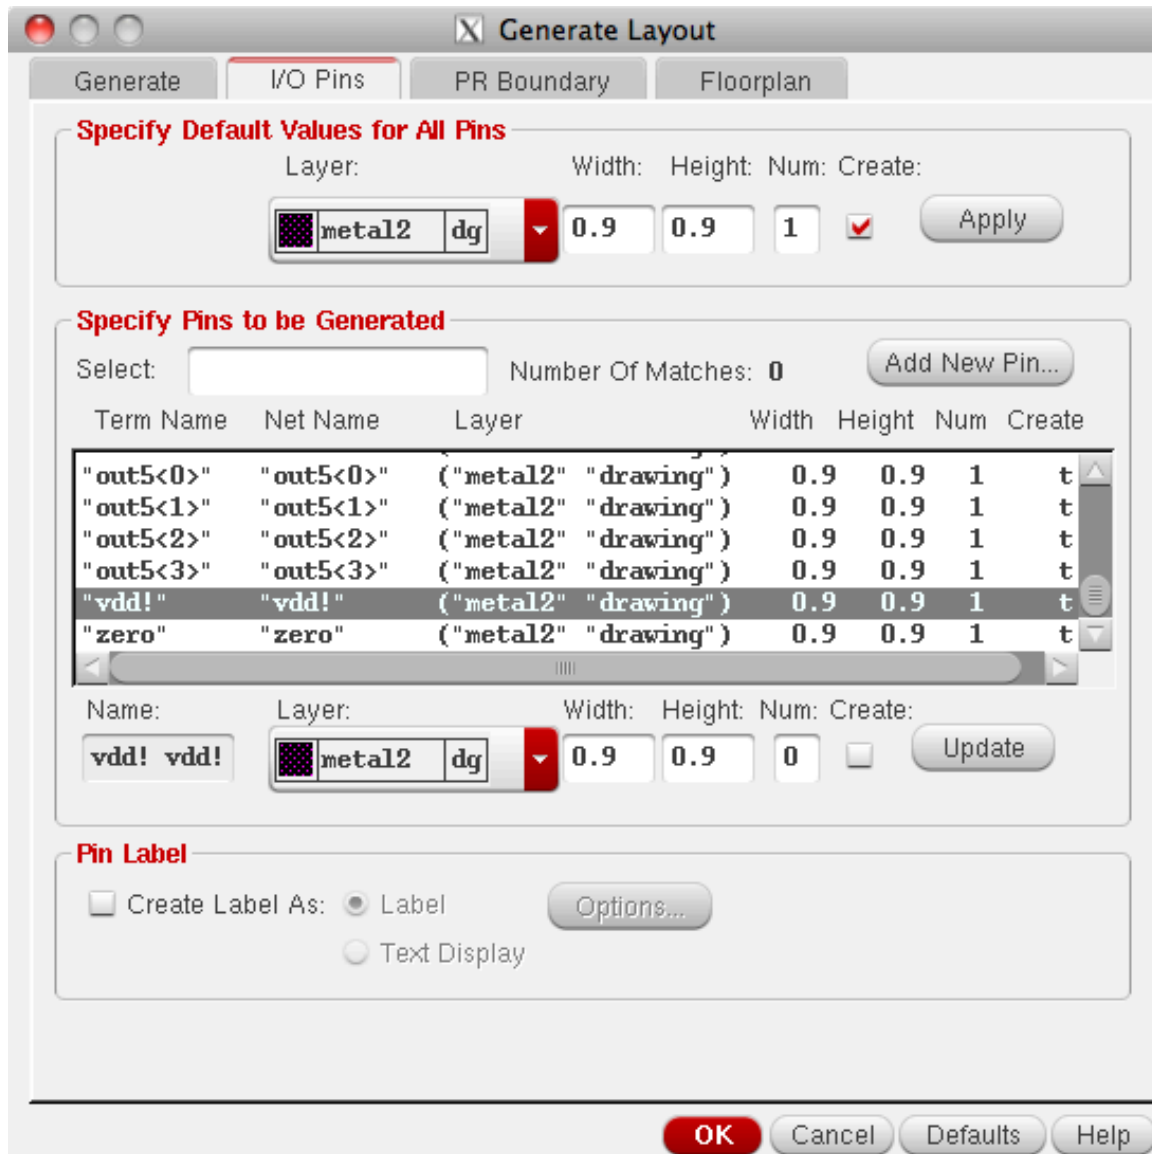 X Generate Layout
Generate I/O Pins PR Boundary Floorplan
Specify Default Values for All Pins
Layer: Width: Height: Num: Create:
metal2 dg 0.9 0.9 1 Apply
Specify Pins to be Generated
Select: Number Of Matches: 0 Add New Pin...
Term Name Net Name Layer Width Height Num Create
"out5<0>" "out5<0>" ("metal2" "drawing") 0.9 0.9 1 t
"out5<1>" "out5<1>" ("metal2" "drawing") 0.9 0.9 1 t
"out5<2>" "out5<2>" ("metal2" "drawing") 0.9 0.9 1 t
"out5<3>" "out5<3>" ("metal2" "drawing") 0.9 0.9 1 t
"vdd!" "vdd!" ("metal2" "drawing") 0.9 0.9 1 t
"zero" "zero" ("metal2" "drawing") 0.9 0.9 1 t
Name: Layer: Width: Height: Num: Create:
vdd! vdd! metal2 dg 0.9 0.9 0 Update
Pin Label
Create Label As: Label Options...
Text Display
OK Cancel Defaults Help